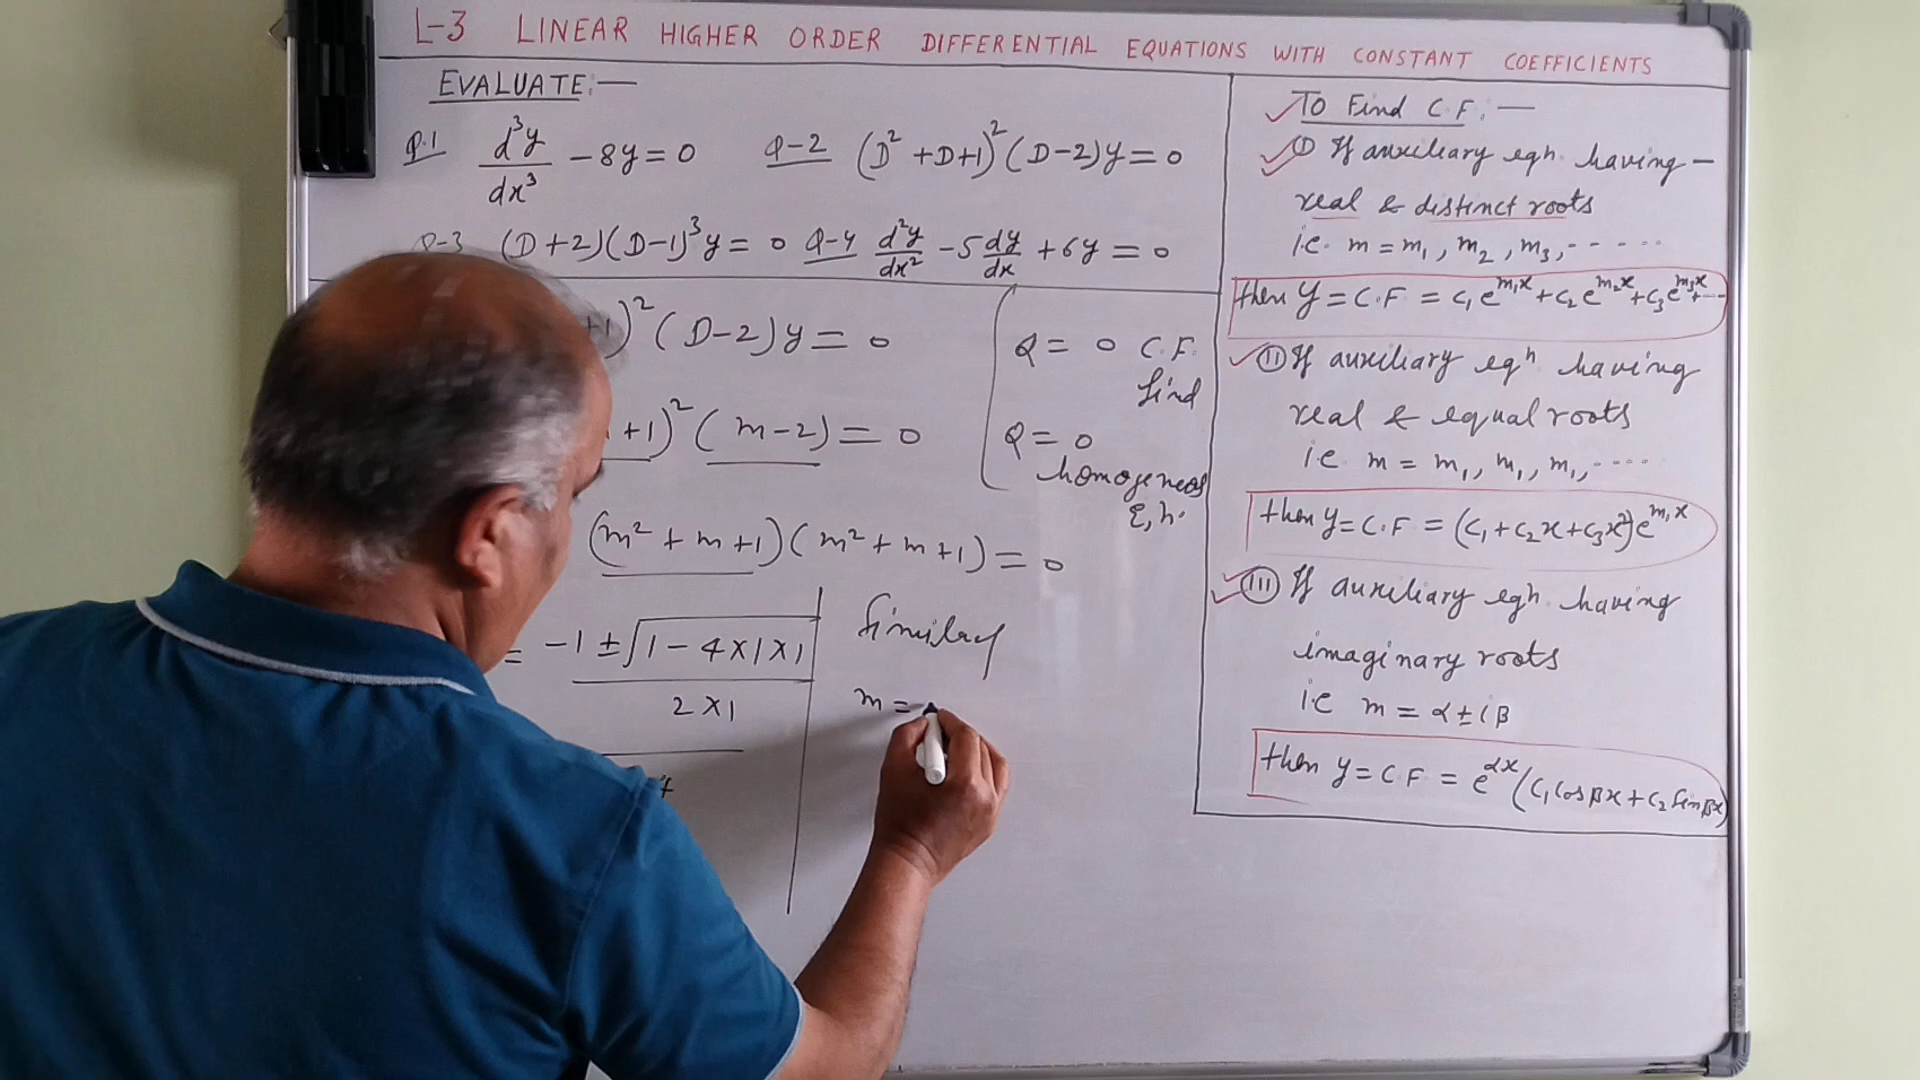 L-3 LINEAR HIGHER ORDER DIFFERENTIAL EQUATIONS WITH CONSTANT COEFFICIENTS
EVALUATE:—
Q.1 d³y/dx³ - 8y = 0 Q-2 (D² + D + 1)² (D - 2)y = 0
Q-3 (D + 2)(D - 1)³y = 0 Q-4 d²y/dx² - 5 dy/dx + 6y = 0
+1)² (D - 2)y = 0
+1)² (m - 2) = 0
(m² + m + 1)(m² + m + 1) = 0
= -1 ± √1 - 4×1×1
2×1
Q = 0 C.F.
find
Q = 0
homogeneos
Similarly
m =
✓ To Find C.F.:—
✓ (I) If auxiliary eqn. having—
real & distinct roots
i.e. m = m₁, m₂, m₃, ------
then y = C.F = c₁e^m₁x + c₂e^m₂x + c₃e^m₃x + ---
✓ (II) If auxiliary eqn having
real & equal roots
i.e m = m₁, m₁, m₁, ----
then y = C.F = (c₁ + c₂x + c₃x²)e^m₁x
✓ (III) If auxiliary eqn. having
imaginary roots
i.e m = α ± iβ
then y = C.F = e^αx (C₁ Cos βx + C₂ Sin βx)